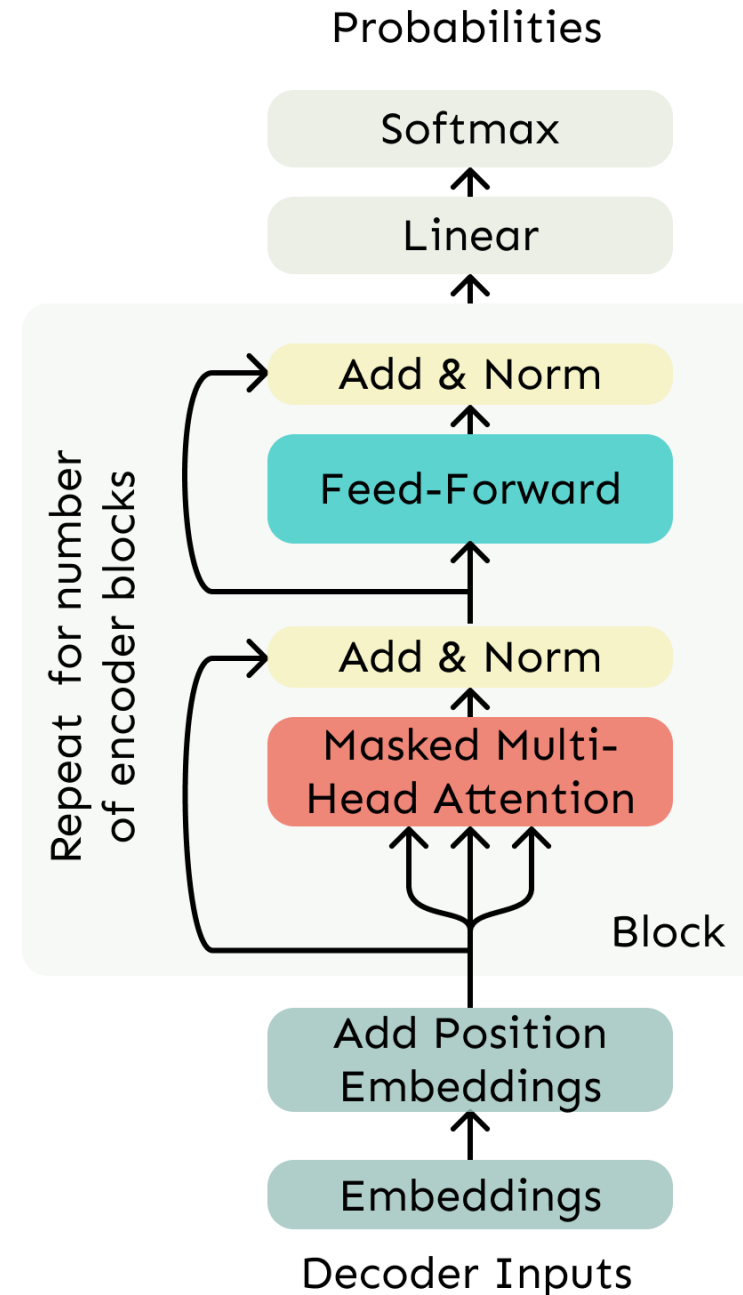 Probabilities
Softmax
Linear
Add & Norm
Feed-Forward
Repeat for number
of encoder blocks
Add & Norm
Masked Multi-
Head Attention
Block
Add Position
Embeddings
Embeddings
Decoder Inputs